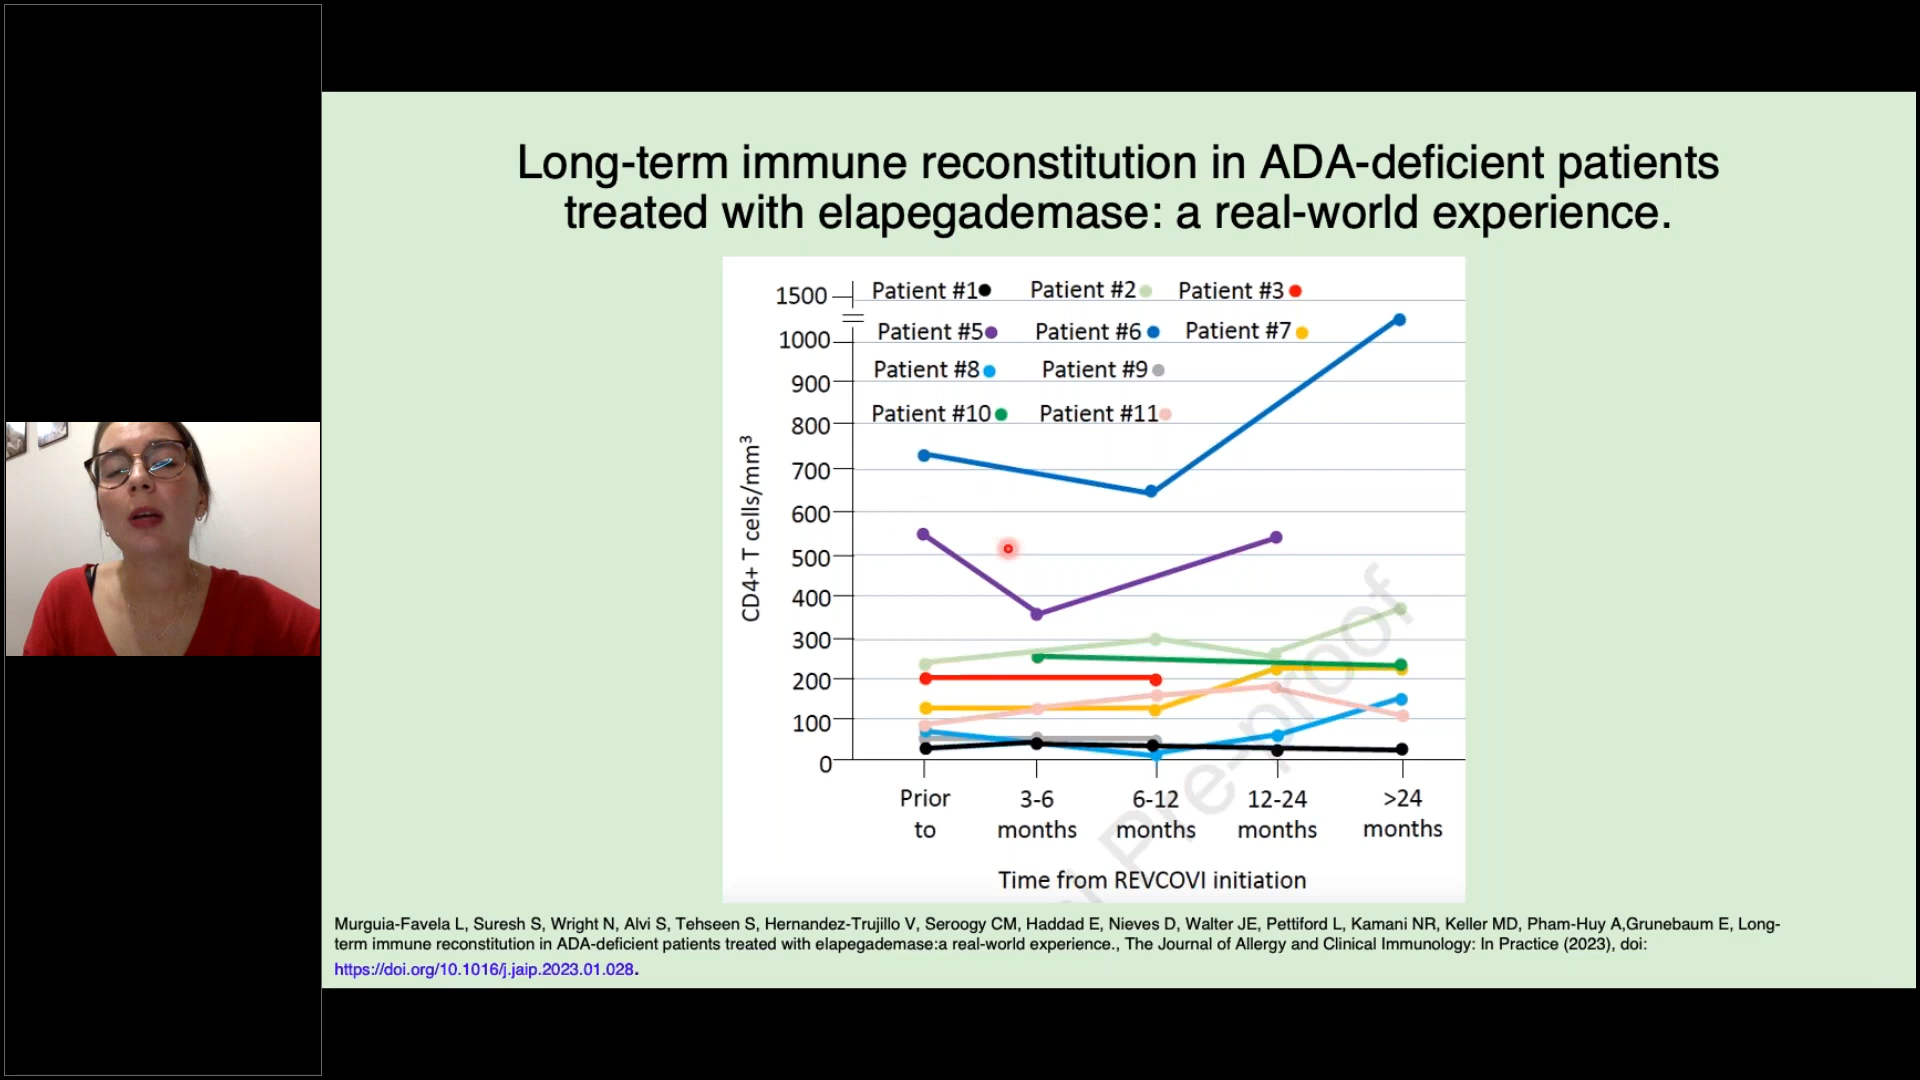 Long-term immune reconstitution in ADA-deficient patients
treated with elapegademase: a real-world experience.
Patient #1 Patient #2 Patient #3
Patient #5 Patient #6 Patient #7
Patient #8 Patient #9
Patient #10 Patient #11
1500
1000
900
800
700
600
500
400
300
200
100
0
CD4+ T cells/mm³
Prior to
3-6 months
6-12 months
12-24 months
>24 months
Time from REVCOVI initiation
Pre-proof
Murguia-Favela L, Suresh S, Wright N, Alvi S, Tehseen S, Hernandez-Trujillo V, Seroogy CM, Haddad E, Nieves D, Walter JE, Pettiford L, Kamani NR, Keller MD, Pham-Huy A,Grunebaum E, Long-
term immune reconstitution in ADA-deficient patients treated with elapegademase:a real-world experience., The Journal of Allergy and Clinical Immunology: In Practice (2023), doi:
https://doi.org/10.1016/j.jaip.2023.01.028.